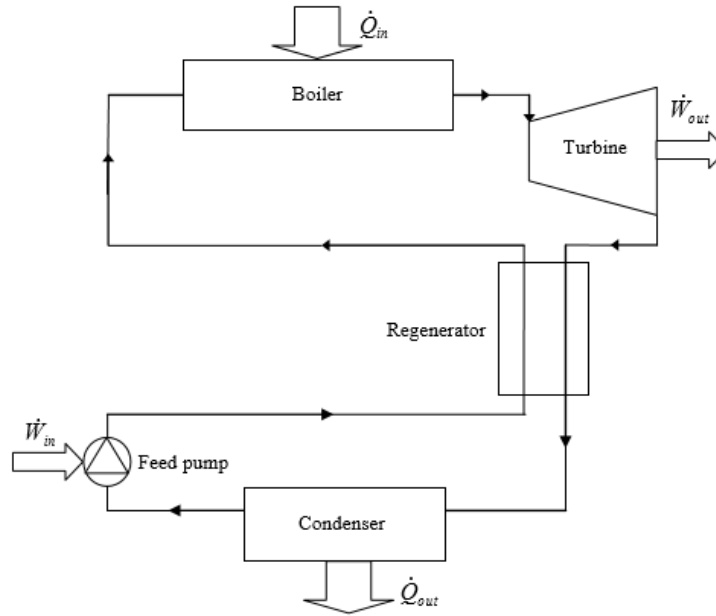 Q̇in
Boiler
Turbine
Ẇout
Regenerator
Ẇin
Feed pump
Condenser
Q̇out